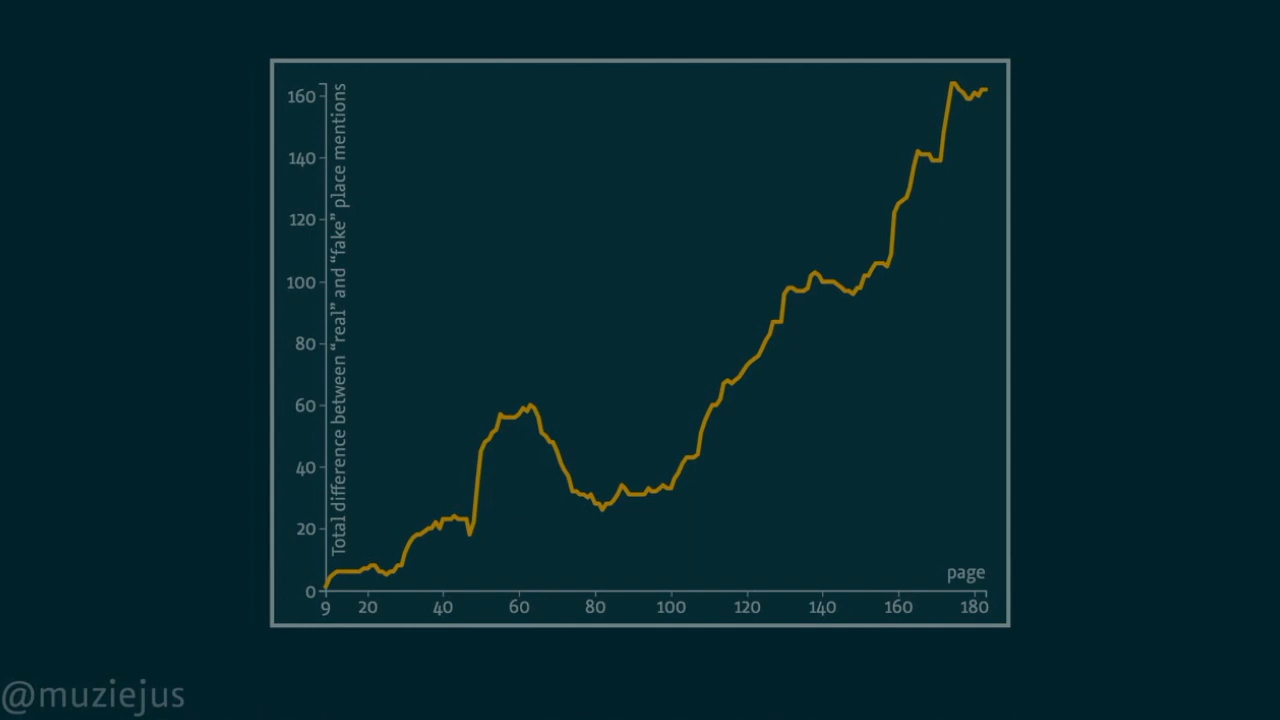 160
140
120
100
80
60
40
20
0
Total difference between “real” and “fake” place mentions
page
9 20 40 60 80 100 120 140 160 180
@muziejus